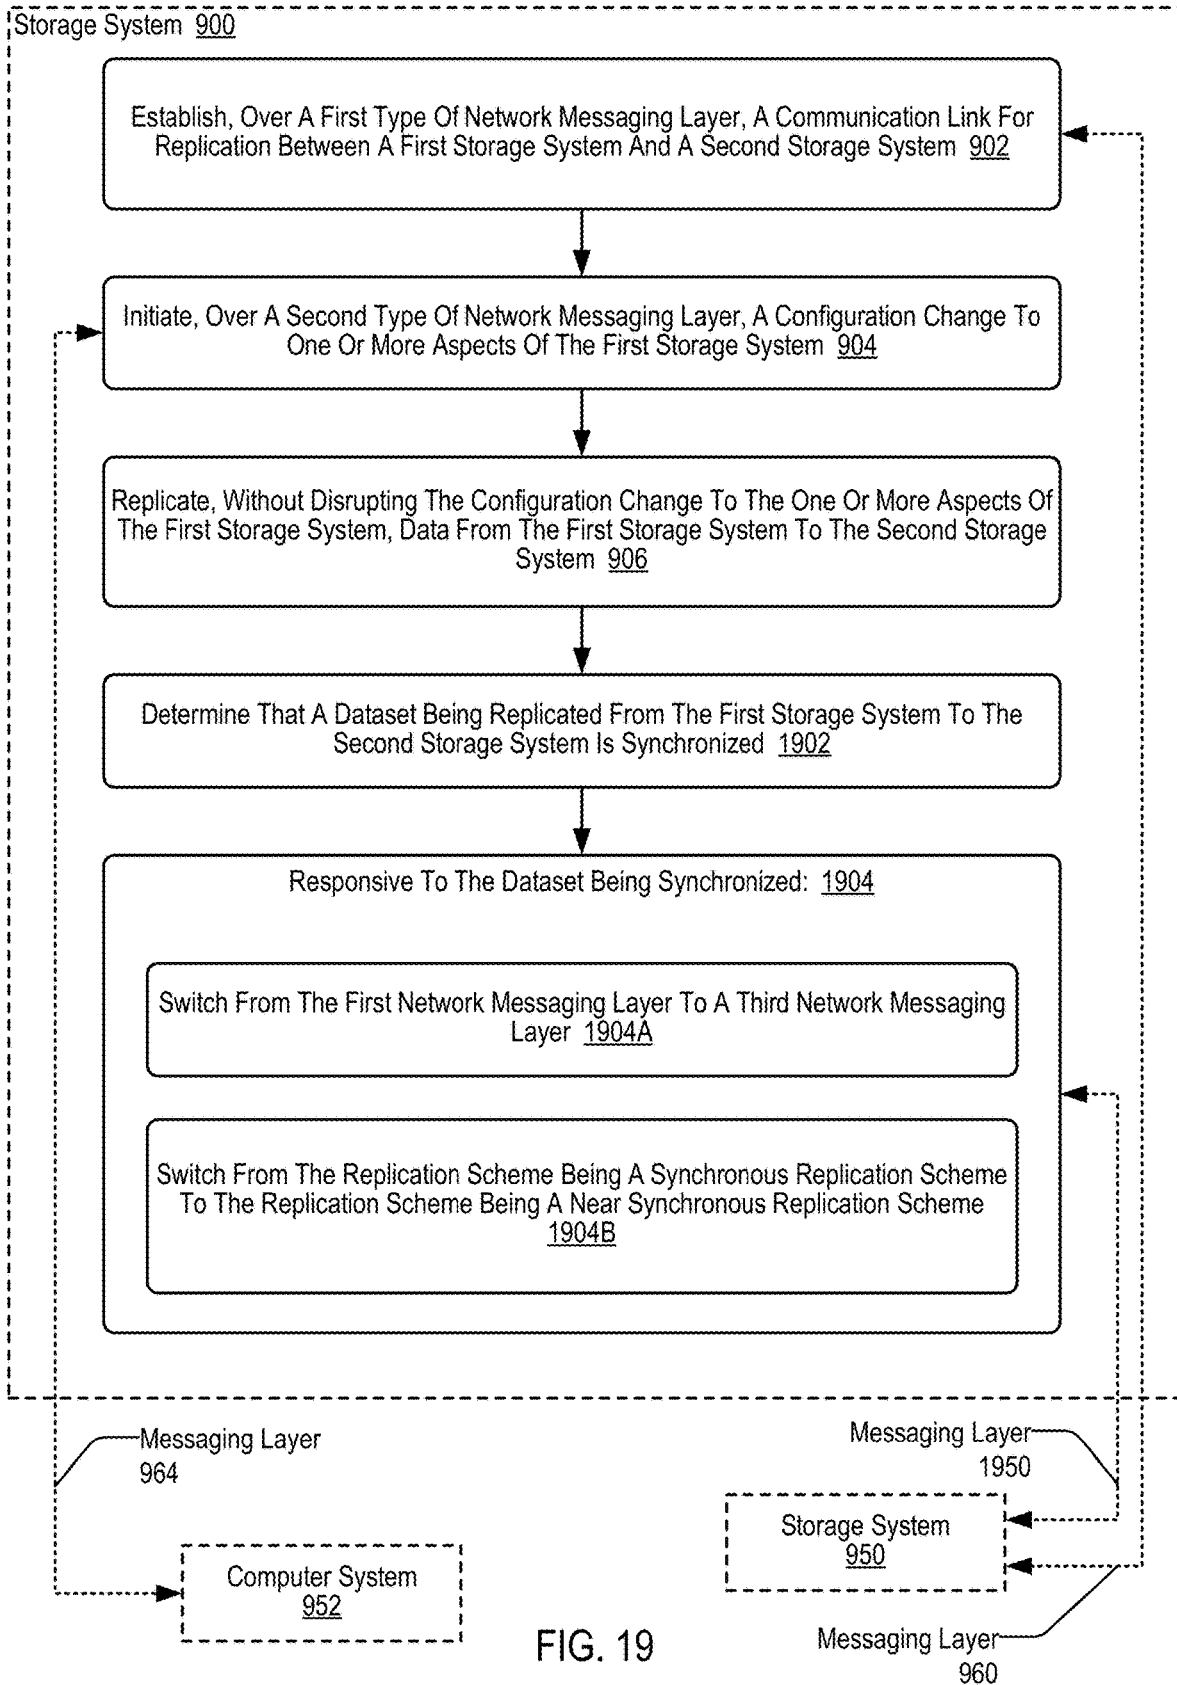 Storage System 900
Establish, Over A First Type Of Network Messaging Layer, A Communication Link For
Replication Between A First Storage System And A Second Storage System 902
Initiate, Over A Second Type Of Network Messaging Layer, A Configuration Change To
One Or More Aspects Of The First Storage System 904
Replicate, Without Disrupting The Configuration Change To The One Or More Aspects Of
The First Storage System, Data From The First Storage System To The Second Storage
System 906
Determine That A Dataset Being Replicated From The First Storage System To The
Second Storage System Is Synchronized 1902
Responsive To The Dataset Being Synchronized: 1904
Switch From The First Network Messaging Layer To A Third Network Messaging
Layer 1904A
Switch From The Replication Scheme Being A Synchronous Replication Scheme
To The Replication Scheme Being A Near Synchronous Replication Scheme
1904B
Messaging Layer
964
Messaging Layer
1950
Storage System
950
Computer System
952
Messaging Layer
960
FIG. 19